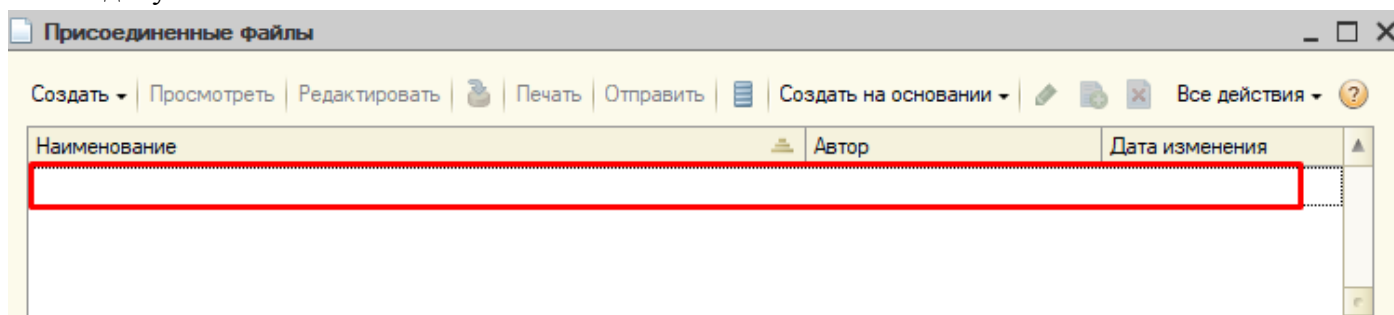 Присоединенные файлы
Создать Просмотреть Редактировать Печать Отправить Создать на основании Все действия ?
Наименование Автор Дата изменения